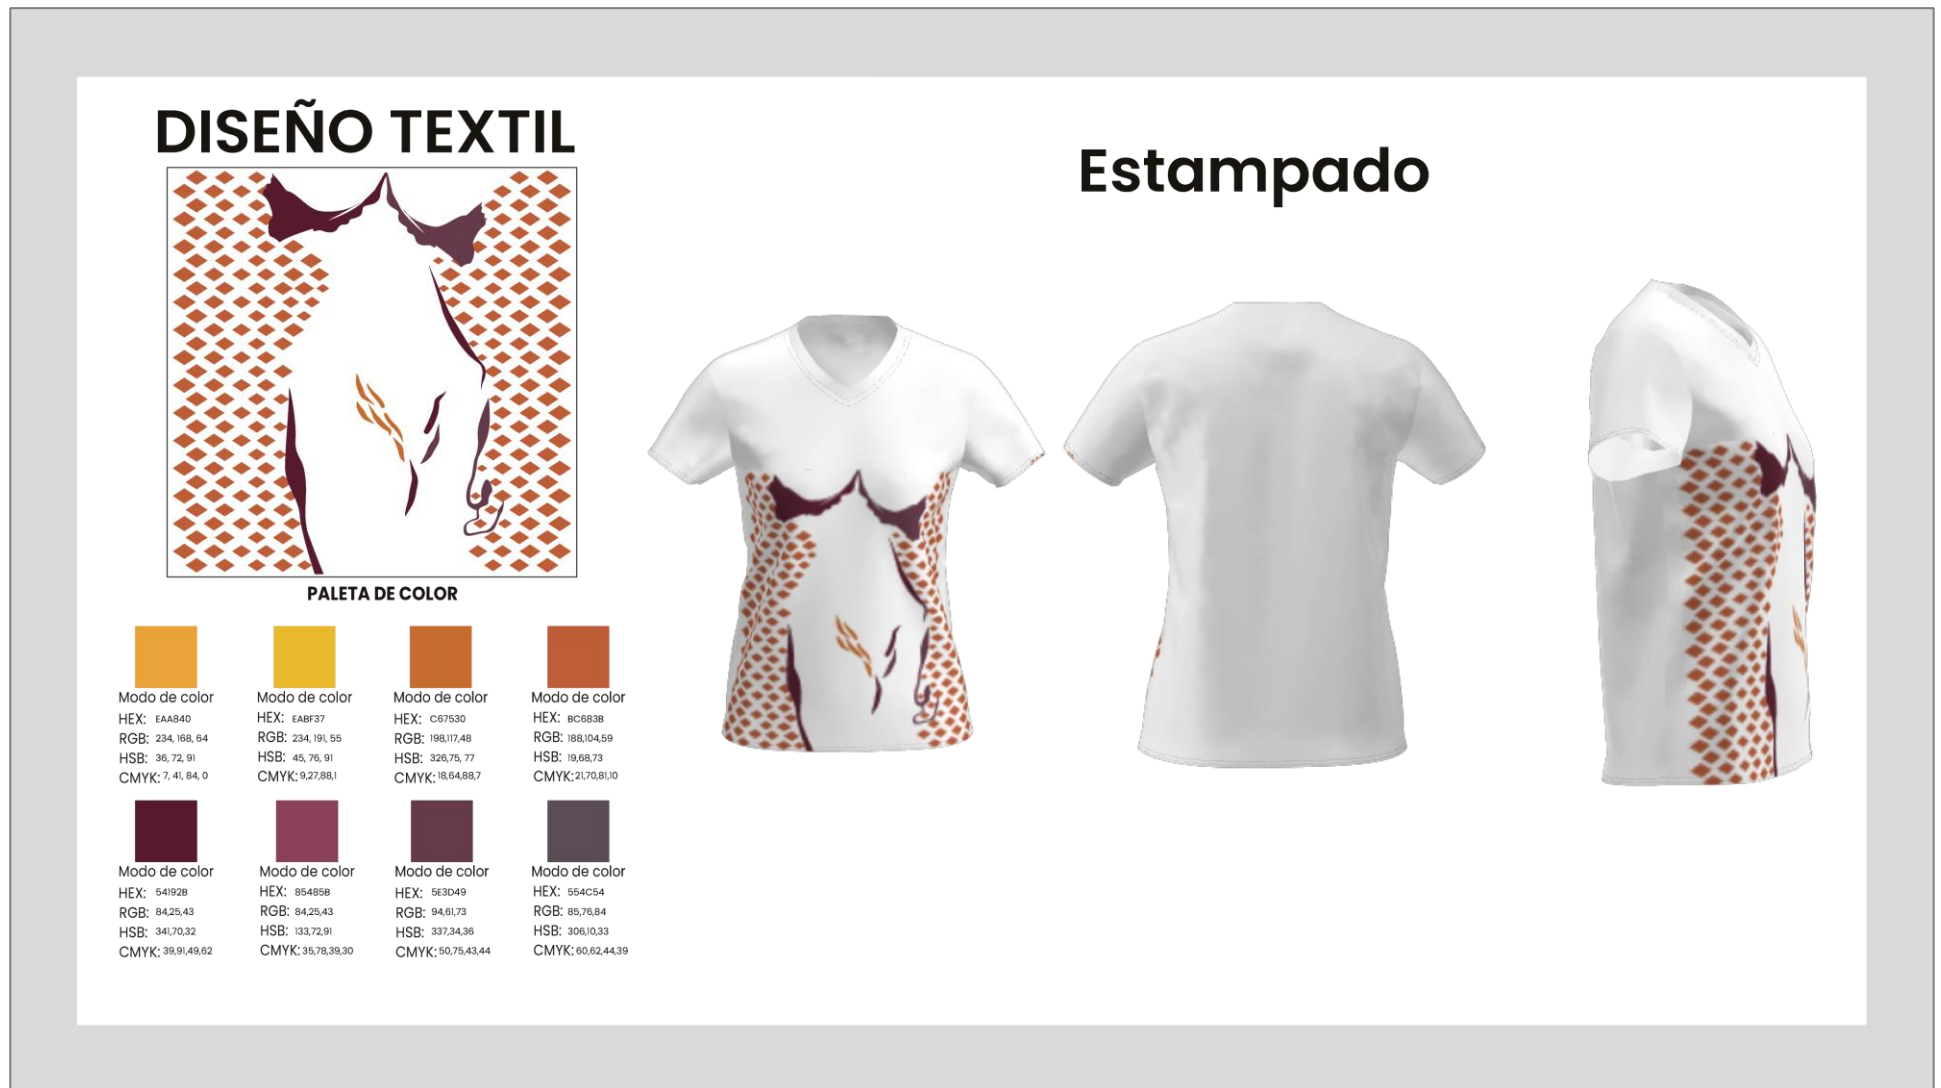 DISEÑO TEXTIL
Estampado
PALETA DE COLOR
Modo de color
HEX: EAA840
RGB: 234, 168, 64
HSB: 36, 72, 91
CMYK: 7, 41, 84, 0
Modo de color
HEX: EABF37
RGB: 234, 191, 55
HSB: 45, 76, 91
CMYK: 9,27,88,1
Modo de color
HEX: C67530
RGB: 198,117,48
HSB: 326,75, 77
CMYK: 18,64,88,7
Modo de color
HEX: BC683B
RGB: 188,104,59
HSB: 19,68,73
CMYK: 21,70,81,10
Modo de color
HEX: 54192B
RGB: 84,25,43
HSB: 341,70,32
CMYK: 39,91,49,62
Modo de color
HEX: 85485B
RGB: 84,25,43
HSB: 133,72,91
CMYK: 35,78,39,30
Modo de color
HEX: 5E3D49
RGB: 94,61,73
HSB: 337,34,36
CMYK: 50,75,43,44
Modo de color
HEX: 554C54
RGB: 85,76,84
HSB: 306,10,33
CMYK: 60,62,44,39